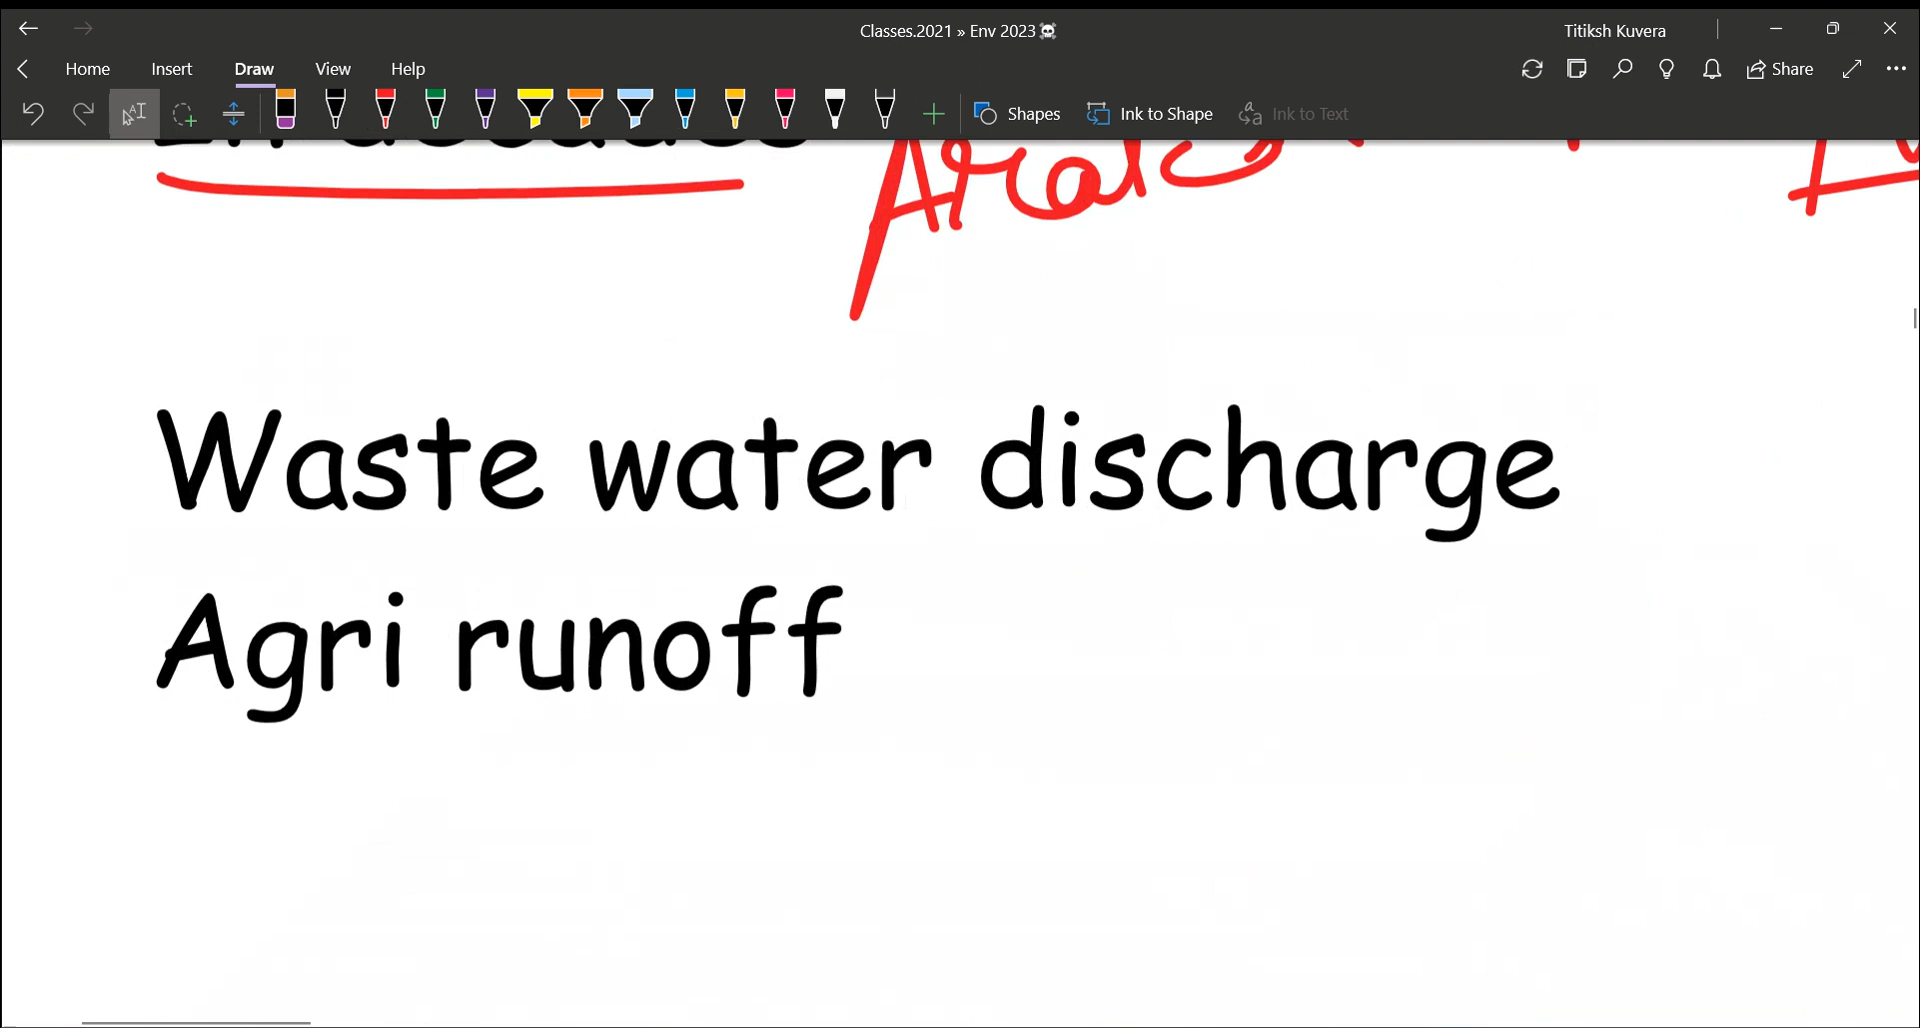 Classes.2021 » Env 2023☠
Titiksh Kuvera
Home Insert Draw View Help
Share
Shapes Ink to Shape Ink to Text
Waste water discharge
Agri runoff